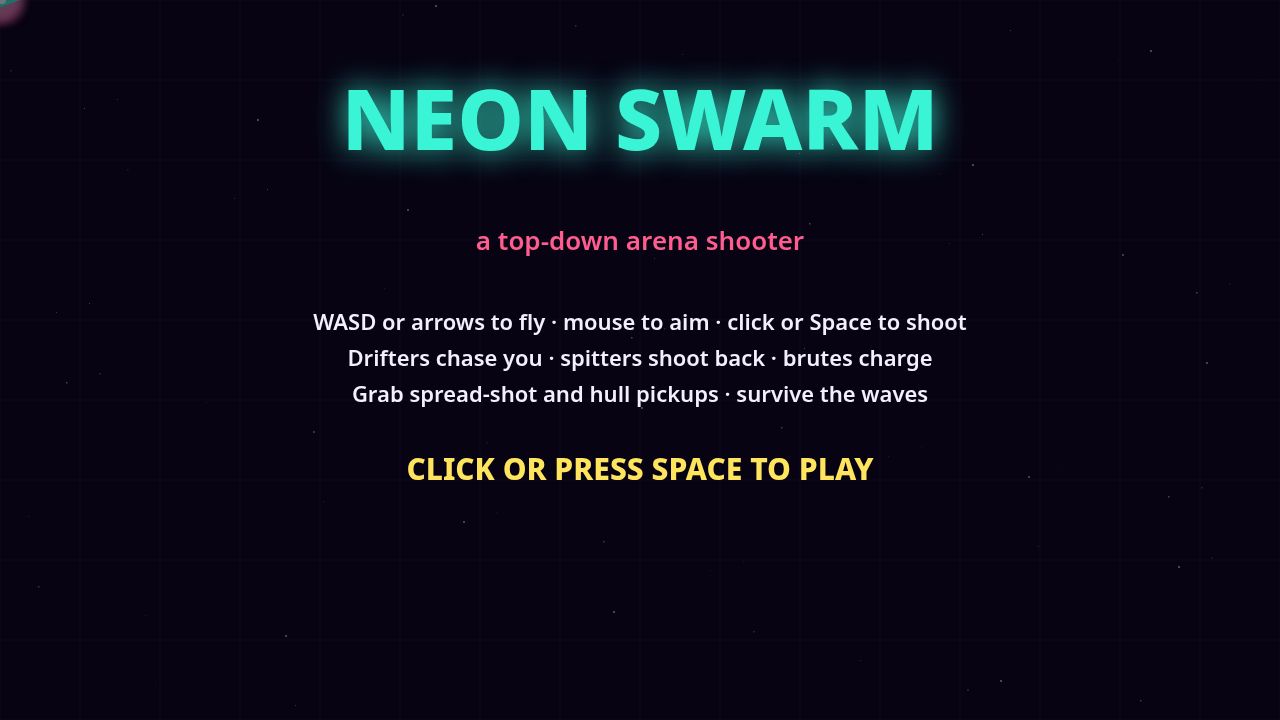 NEON SWARM
a top-down arena shooter
WASD or arrows to fly · mouse to aim · click or Space to shoot
Drifters chase you · spitters shoot back · brutes charge
Grab spread-shot and hull pickups · survive the waves
CLICK OR PRESS SPACE TO PLAY